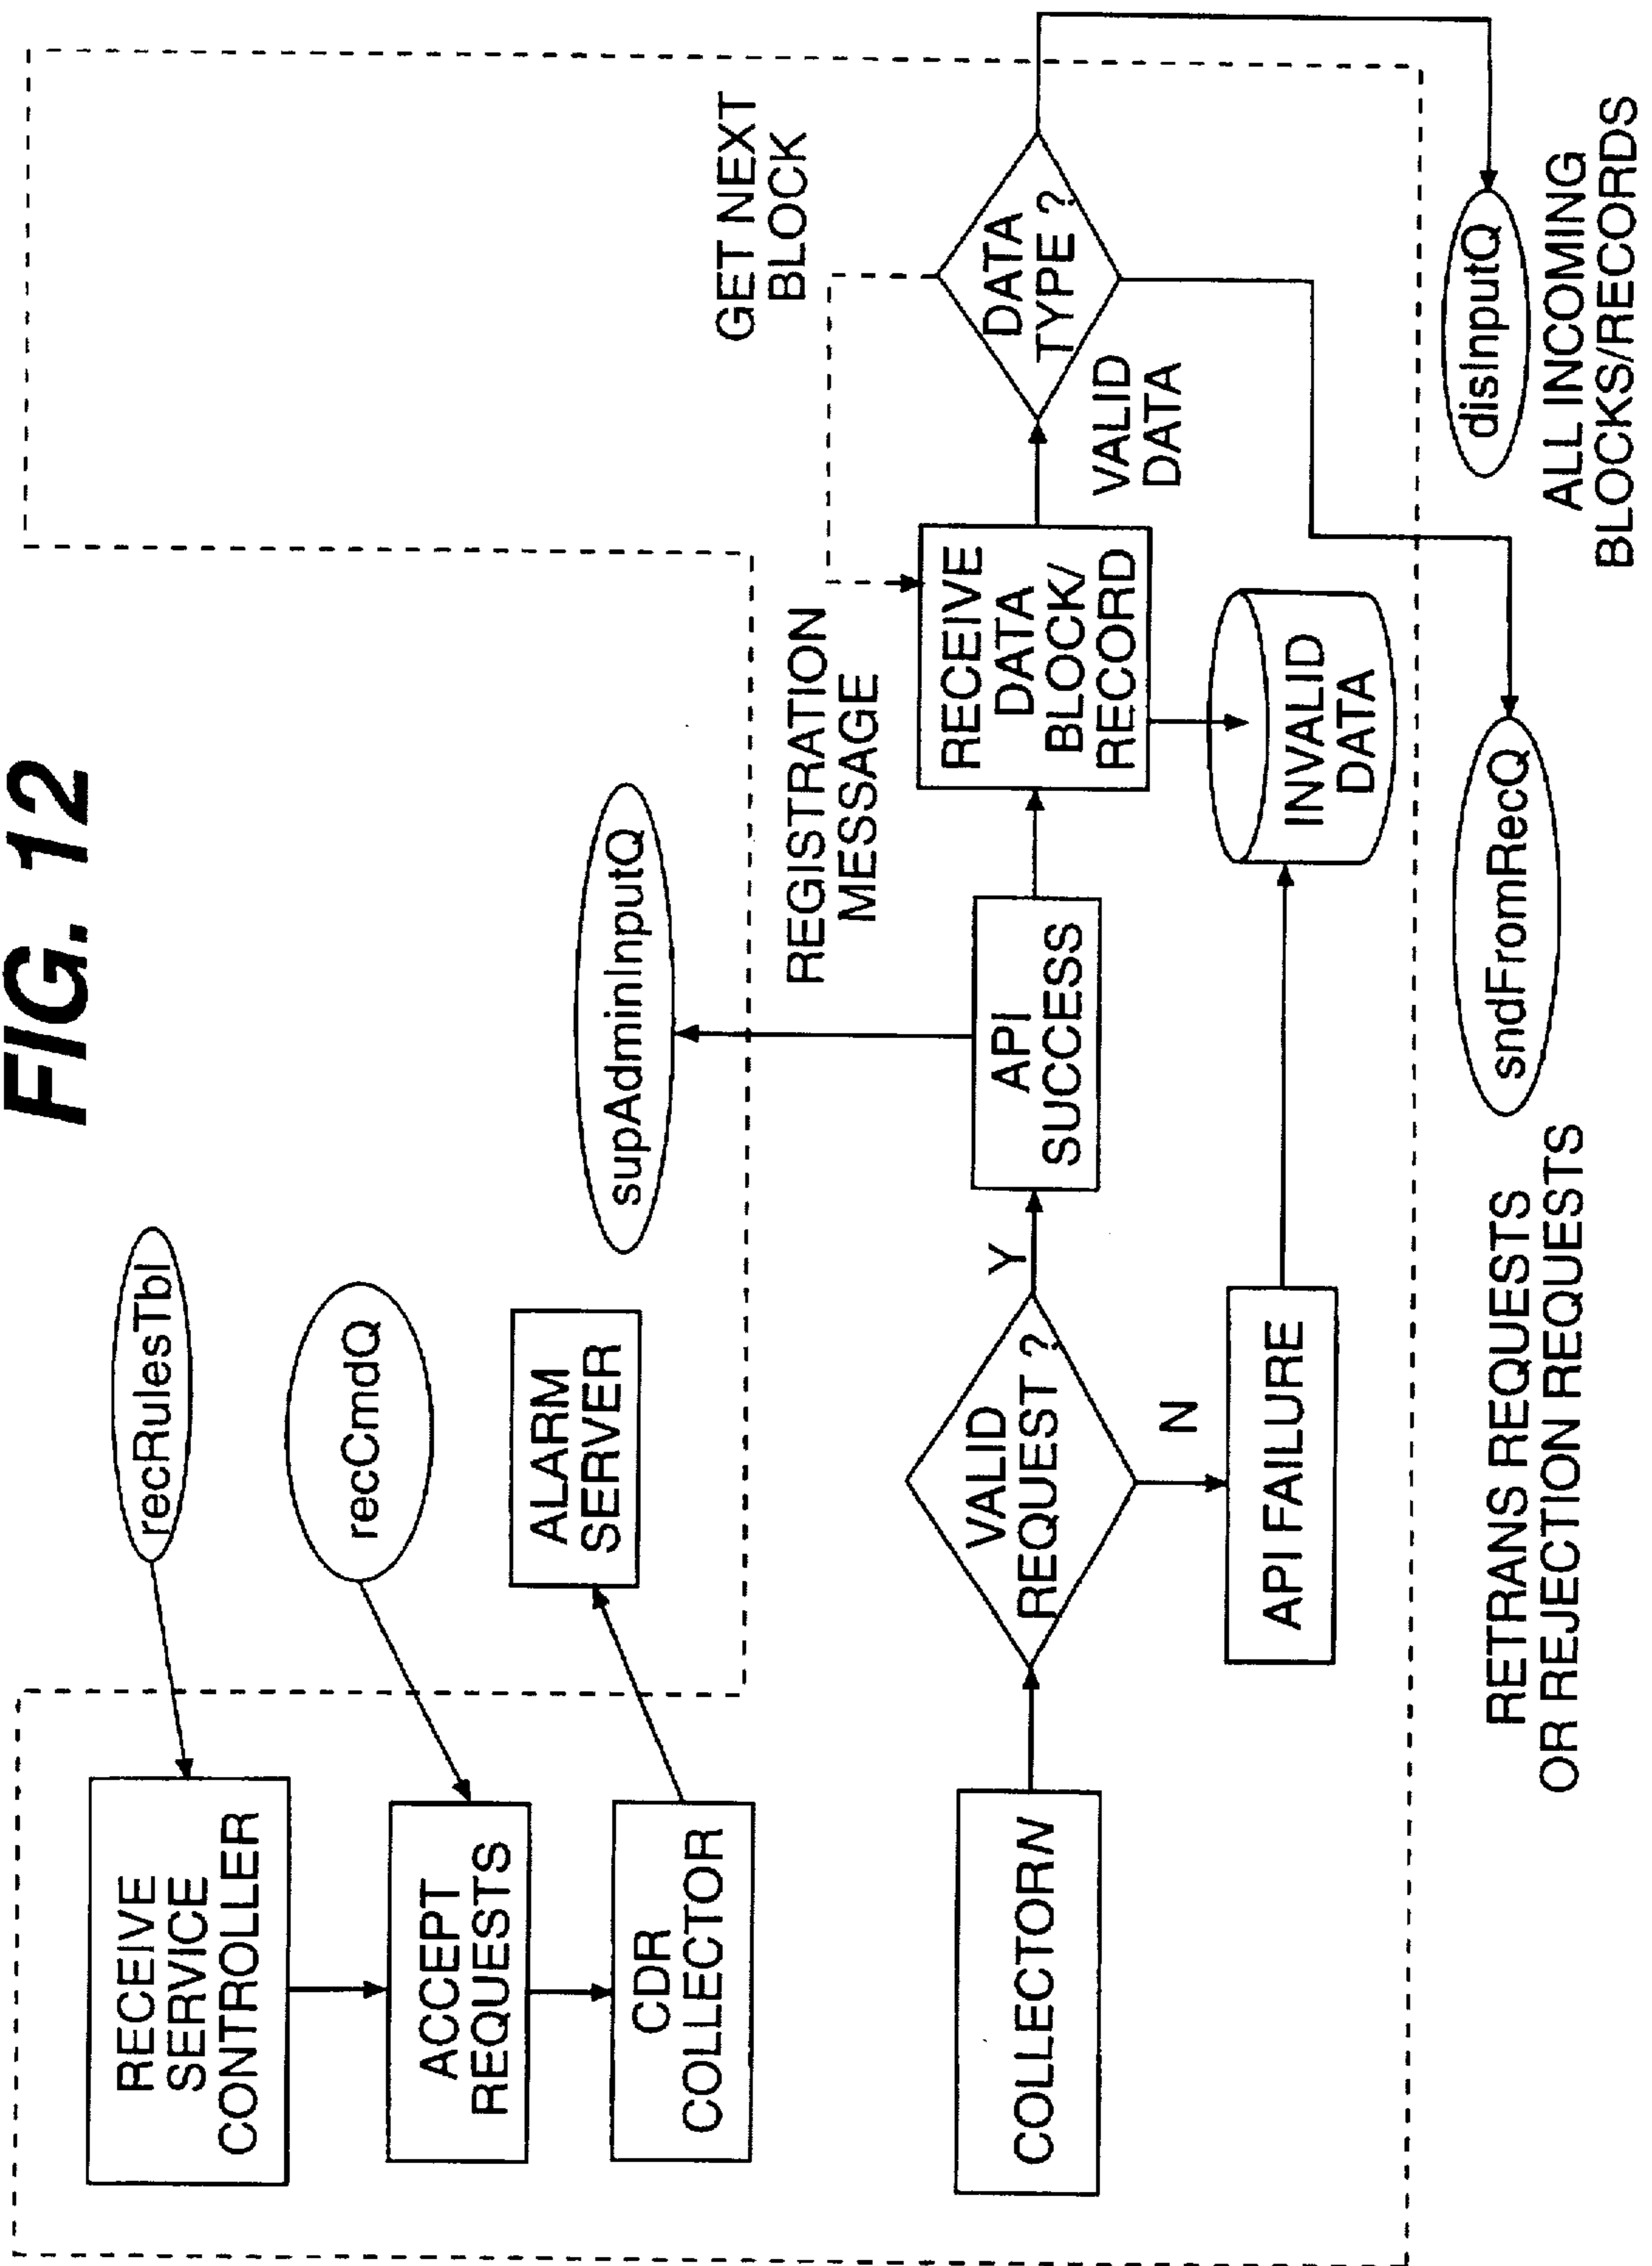 FIG. 12
recRulesTbl
RECEIVE
SERVICE
CONTROLLER
recCmdQ
ACCEPT
REQUESTS
ALARM
SERVER
CDR
COLLECTOR
supAdminInputQ
REGISTRATION
MESSAGE
GET NEXT
BLOCK
COLLECTORN
VALID
REQUEST ?
Y
N
API
SUCCESS
RECEIVE
DATA
BLOCK/
RECORD
VALID
DATA
DATA
TYPE ?
API FAILURE
INVALID
DATA
RETRANS REQUESTS
OR REJECTION REQUESTS
sndFromRecQ
disInputQ
ALL INCOMING
BLOCKS/RECORDS